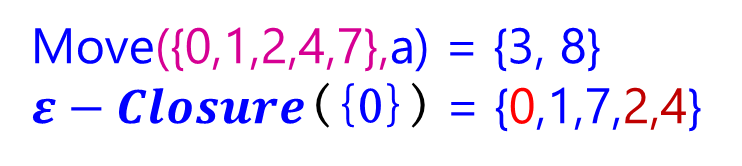 Move({0,1,2,4,7},a) = {3, 8}
ε − Closure({0}) = {0,1,7,2,4}